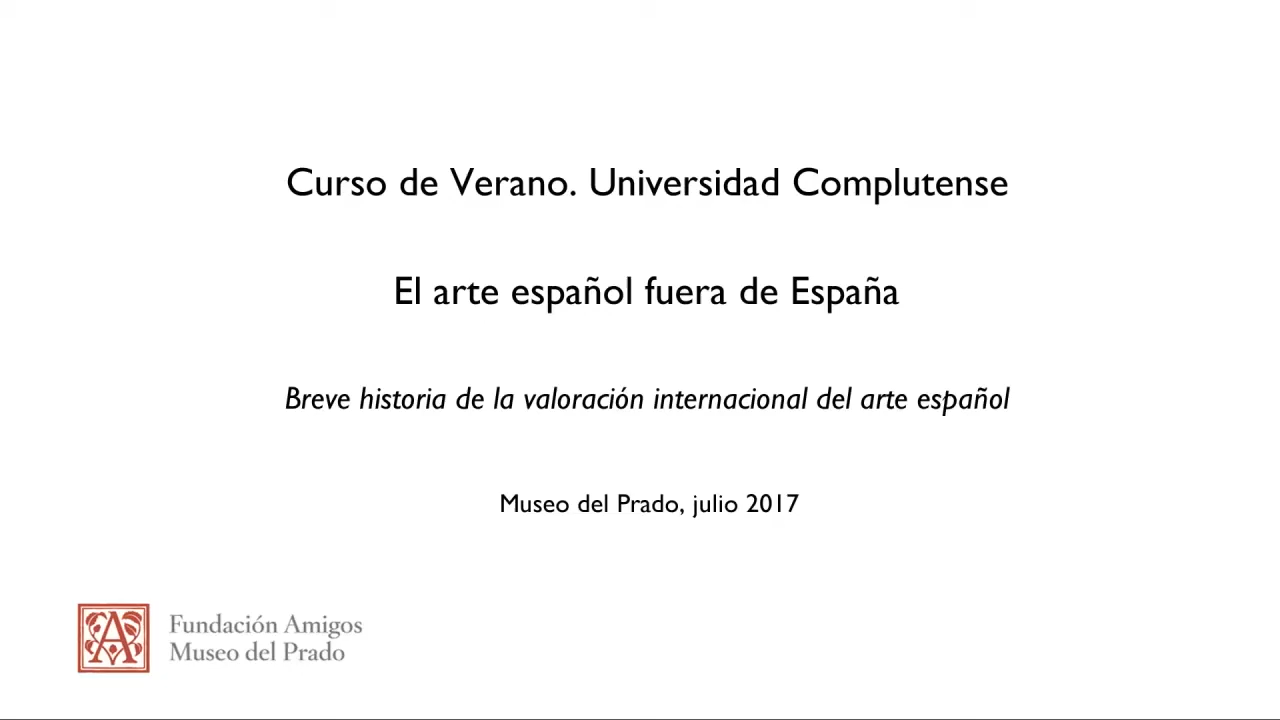 Curso de Verano. Universidad Complutense
El arte español fuera de España
Breve historia de la valoración internacional del arte español
Museo del Prado, julio 2017
A
Fundación Amigos
Museo del Prado